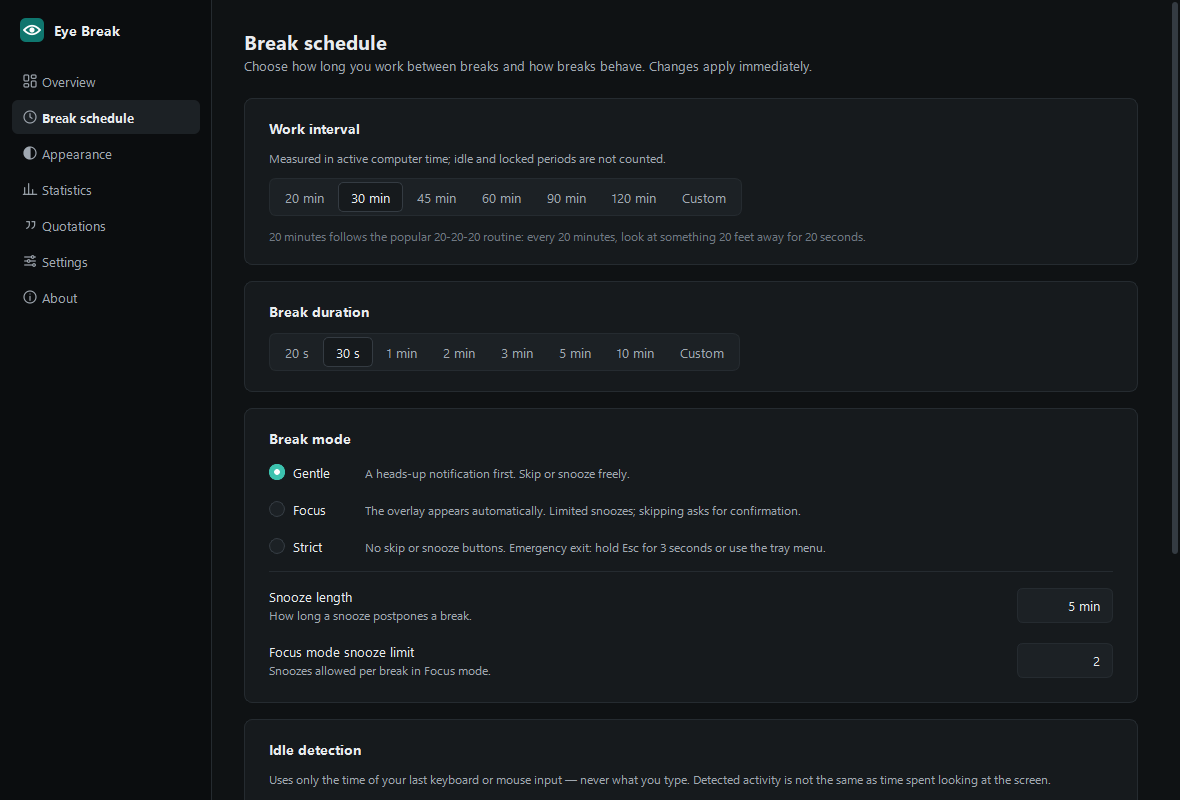 Eye Break
Overview
Break schedule
Appearance
Statistics
Quotations
Settings
About
Break schedule
Choose how long you work between breaks and how breaks behave. Changes apply immediately.
Work interval
Measured in active computer time; idle and locked periods are not counted.
20 min 30 min 45 min 60 min 90 min 120 min Custom
20 minutes follows the popular 20-20-20 routine: every 20 minutes, look at something 20 feet away for 20 seconds.
Break duration
20 s 30 s 1 min 2 min 3 min 5 min 10 min Custom
Break mode
Gentle A heads-up notification first. Skip or snooze freely.
Focus The overlay appears automatically. Limited snoozes; skipping asks for confirmation.
Strict No skip or snooze buttons. Emergency exit: hold Esc for 3 seconds or use the tray menu.
Snooze length
How long a snooze postpones a break.
5 min
Focus mode snooze limit
Snoozes allowed per break in Focus mode.
2
Idle detection
Uses only the time of your last keyboard or mouse input — never what you type. Detected activity is not the same as time spent looking at the screen.